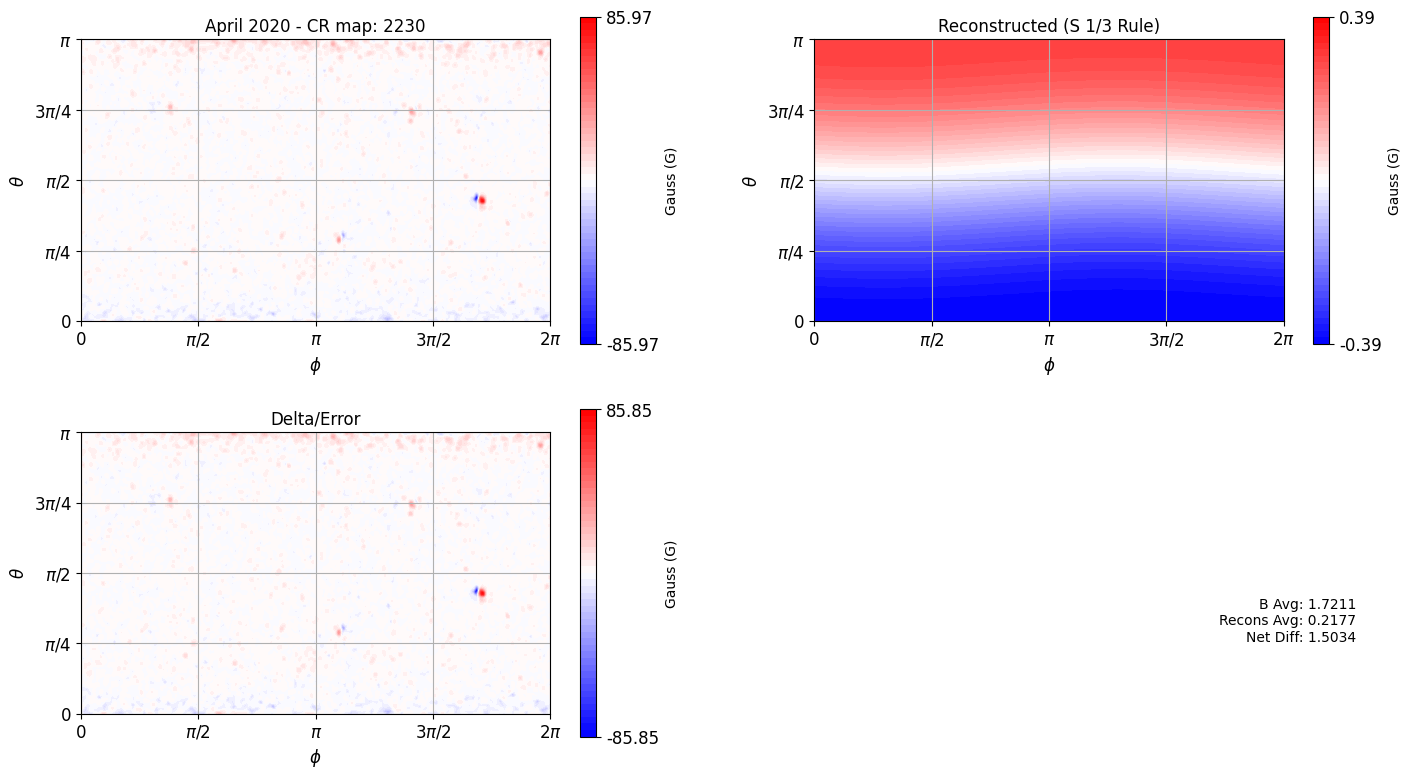 April 2020 - CR map: 2230
π
3π/4
π/2
π/4
0
θ
0
π/2
π
3π/2
2π
ϕ
85.97
-85.97
Gauss (G)
Reconstructed (S 1/3 Rule)
π
3π/4
π/2
π/4
0
θ
0
π/2
π
3π/2
2π
ϕ
0.39
-0.39
Gauss (G)
Delta/Error
π
3π/4
π/2
π/4
0
θ
0
π/2
π
3π/2
2π
ϕ
85.85
-85.85
Gauss (G)
B Avg: 1.7211
Recons Avg: 0.2177
Net Diff: 1.5034